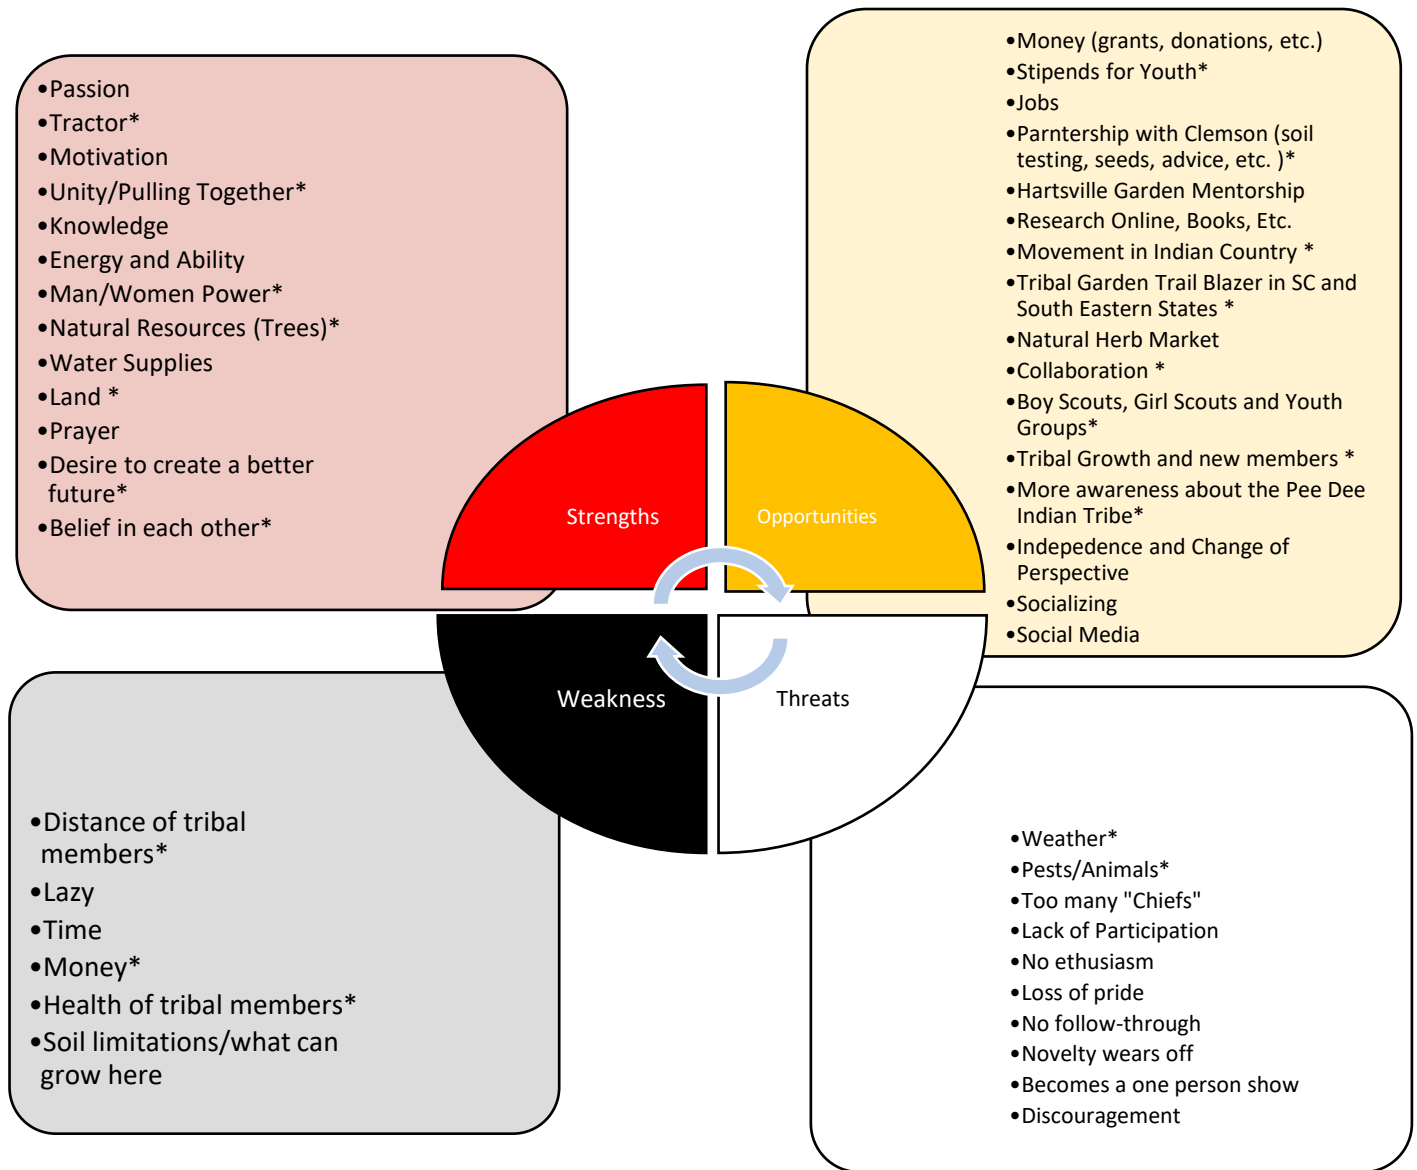 •Passion
•Tractor*
•Motivation
•Unity/Pulling Together*
•Knowledge
•Energy and Ability
•Man/Women Power*
•Natural Resources (Trees)*
•Water Supplies
•Land *
•Prayer
•Desire to create a better
future*
•Belief in each other*
•Money (grants, donations, etc.)
•Stipends for Youth*
•Jobs
•Parntership with Clemson (soil
testing, seeds, advice, etc. )*
•Hartsville Garden Mentorship
•Research Online, Books, Etc.
•Movement in Indian Country *
•Tribal Garden Trail Blazer in SC and
South Eastern States *
•Natural Herb Market
•Collaboration *
•Boy Scouts, Girl Scouts and Youth
Groups*
•Tribal Growth and new members *
•More awareness about the Pee Dee
Indian Tribe*
•Indepedence and Change of
Perspective
•Socializing
•Social Media
Strengths
Opportunities
Weakness
Threats
•Distance of tribal
members*
•Lazy
•Time
•Money*
•Health of tribal members*
•Soil limitations/what can
grow here
•Weather*
•Pests/Animals*
•Too many "Chiefs"
•Lack of Participation
•No ethusiasm
•Loss of pride
•No follow-through
•Novelty wears off
•Becomes a one person show
•Discouragement